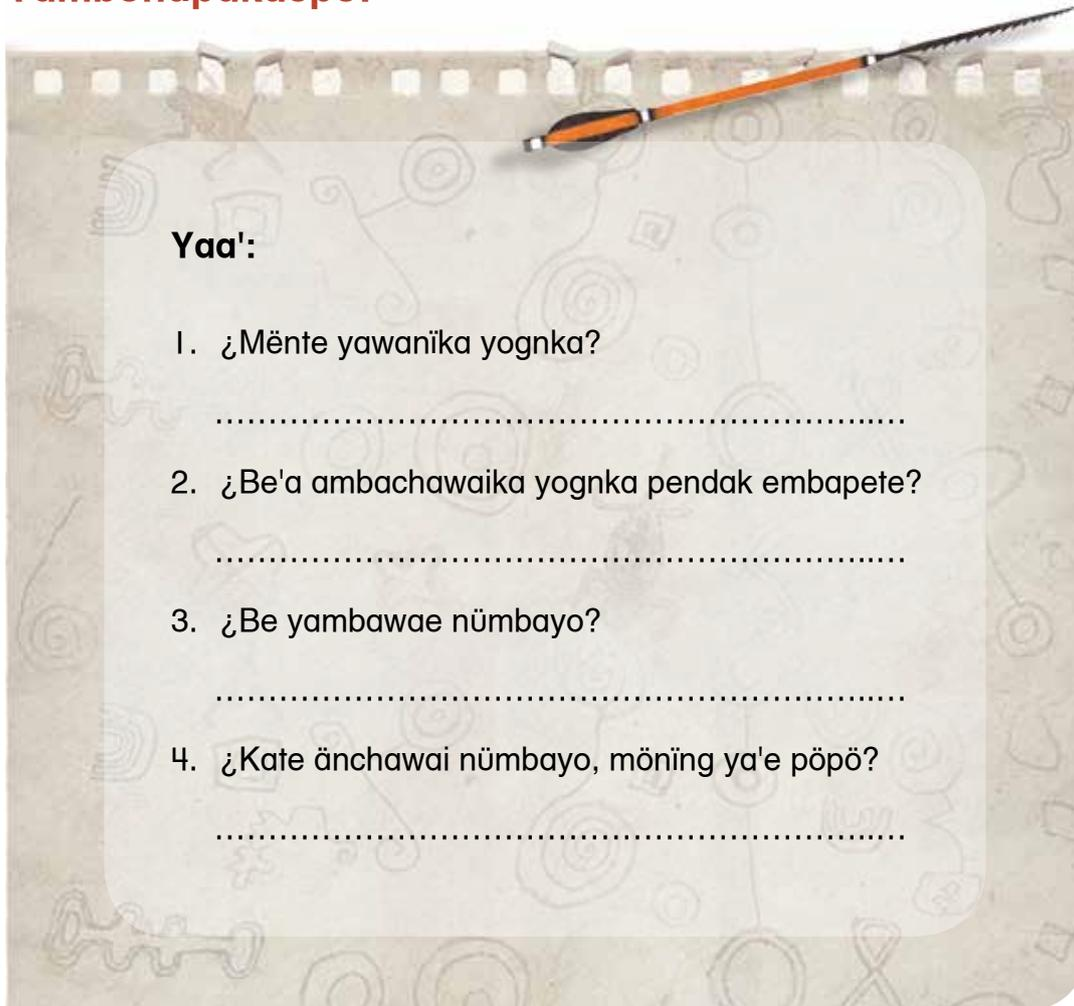 Yaa':
1. ¿Mënte yawanïka yognka?
..................................................................
2. ¿Be'a ambachawaika yognka pendak embapete?
..................................................................
3. ¿Be yambawae nümbayo?
..................................................................
4. ¿Kate änchawai nümbayo, mönïng ya'e pöpö?
..................................................................